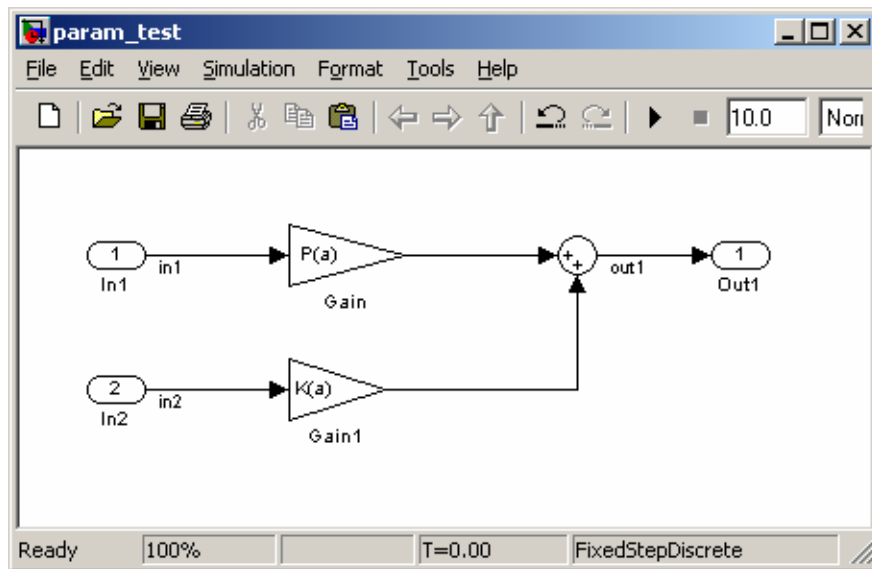 param_test
File Edit View Simulation Format Tools Help
10.0 Nor
1 in1 P(a) + + out1 1
In1 Gain Out1
2 in2 K(a)
In2 Gain1
Ready 100% T=0.00 FixedStepDiscrete